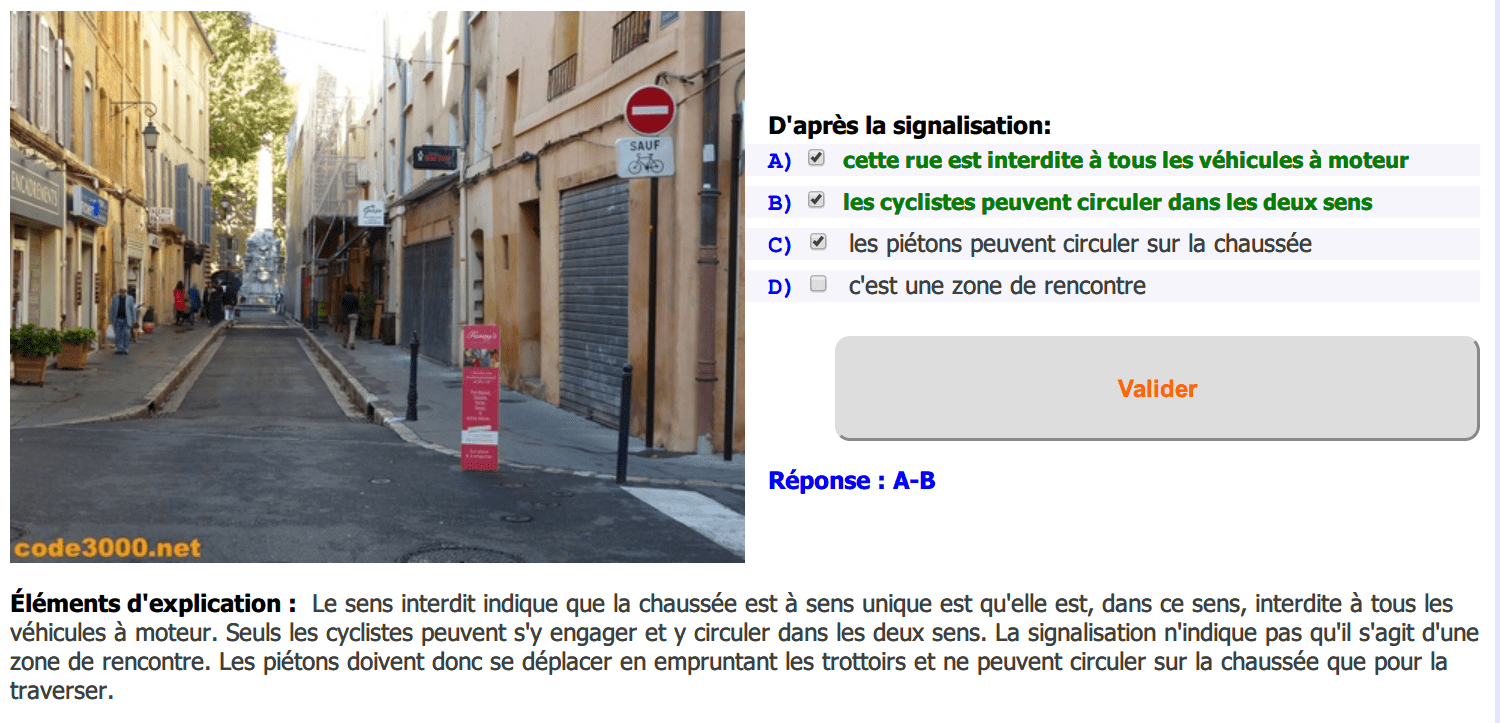 ENCADREMENTS
SAUF
Fanny's
code3000.net
D'après la signalisation:
A) cette rue est interdite à tous les véhicules à moteur
B) les cyclistes peuvent circuler dans les deux sens
C) les piétons peuvent circuler sur la chaussée
D) c'est une zone de rencontre
Valider
Réponse : A-B
Éléments d'explication : Le sens interdit indique que la chaussée est à sens unique est qu'elle est, dans ce sens, interdite à tous les
véhicules à moteur. Seuls les cyclistes peuvent s'y engager et y circuler dans les deux sens. La signalisation n'indique pas qu'il s'agit d'une
zone de rencontre. Les piétons doivent donc se déplacer en empruntant les trottoirs et ne peuvent circuler sur la chaussée que pour la
traverser.